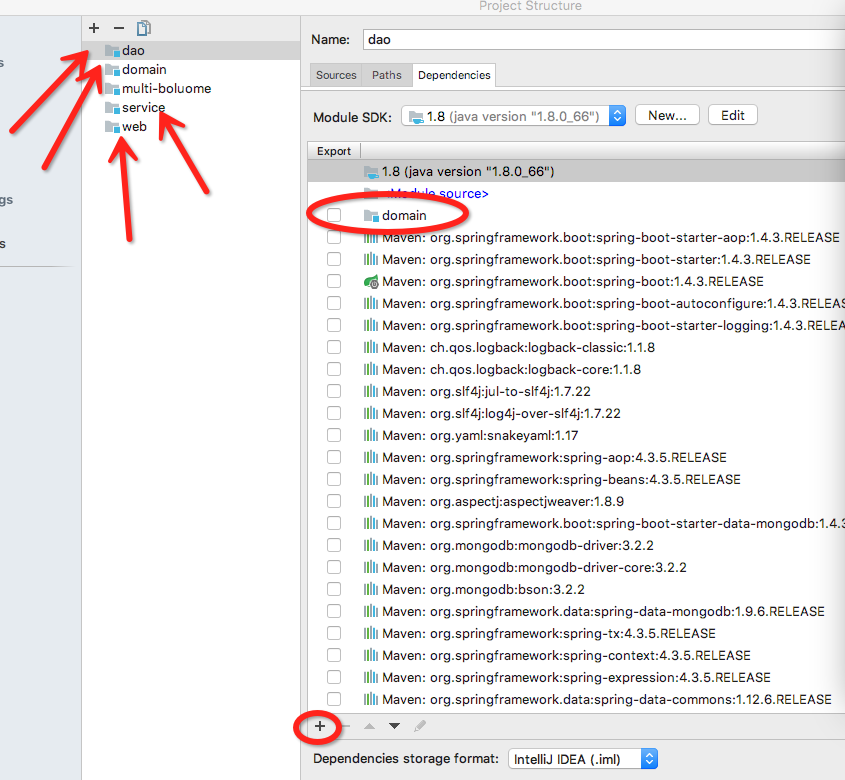 Project Structure
s
gs
s
dao
domain
multi-boluome
service
web
Name: dao
Sources Paths Dependencies
Module SDK: 1.8 (java version "1.8.0_66") New... Edit
Export
1.8 (java version "1.8.0_66")
<Module source>
domain
Maven: org.springframework.boot:spring-boot-starter-aop:1.4.3.RELEASE
Maven: org.springframework.boot:spring-boot-starter:1.4.3.RELEASE
Maven: org.springframework.boot:spring-boot:1.4.3.RELEASE
Maven: org.springframework.boot:spring-boot-autoconfigure:1.4.3.RELEAS
Maven: org.springframework.boot:spring-boot-starter-logging:1.4.3.RELEA
Maven: ch.qos.logback:logback-classic:1.1.8
Maven: ch.qos.logback:logback-core:1.1.8
Maven: org.slf4j:jul-to-slf4j:1.7.22
Maven: org.slf4j:log4j-over-slf4j:1.7.22
Maven: org.yaml:snakeyaml:1.17
Maven: org.springframework:spring-aop:4.3.5.RELEASE
Maven: org.springframework:spring-beans:4.3.5.RELEASE
Maven: org.aspectj:aspectjweaver:1.8.9
Maven: org.springframework.boot:spring-boot-starter-data-mongodb:1.4.3
Maven: org.mongodb:mongodb-driver:3.2.2
Maven: org.mongodb:mongodb-driver-core:3.2.2
Maven: org.mongodb:bson:3.2.2
Maven: org.springframework.data:spring-data-mongodb:1.9.6.RELEASE
Maven: org.springframework:spring-tx:4.3.5.RELEASE
Maven: org.springframework:spring-context:4.3.5.RELEASE
Maven: org.springframework:spring-expression:4.3.5.RELEASE
Maven: org.springframework.data:spring-data-commons:1.12.6.RELEASE
Dependencies storage format: IntelliJ IDEA (.iml)